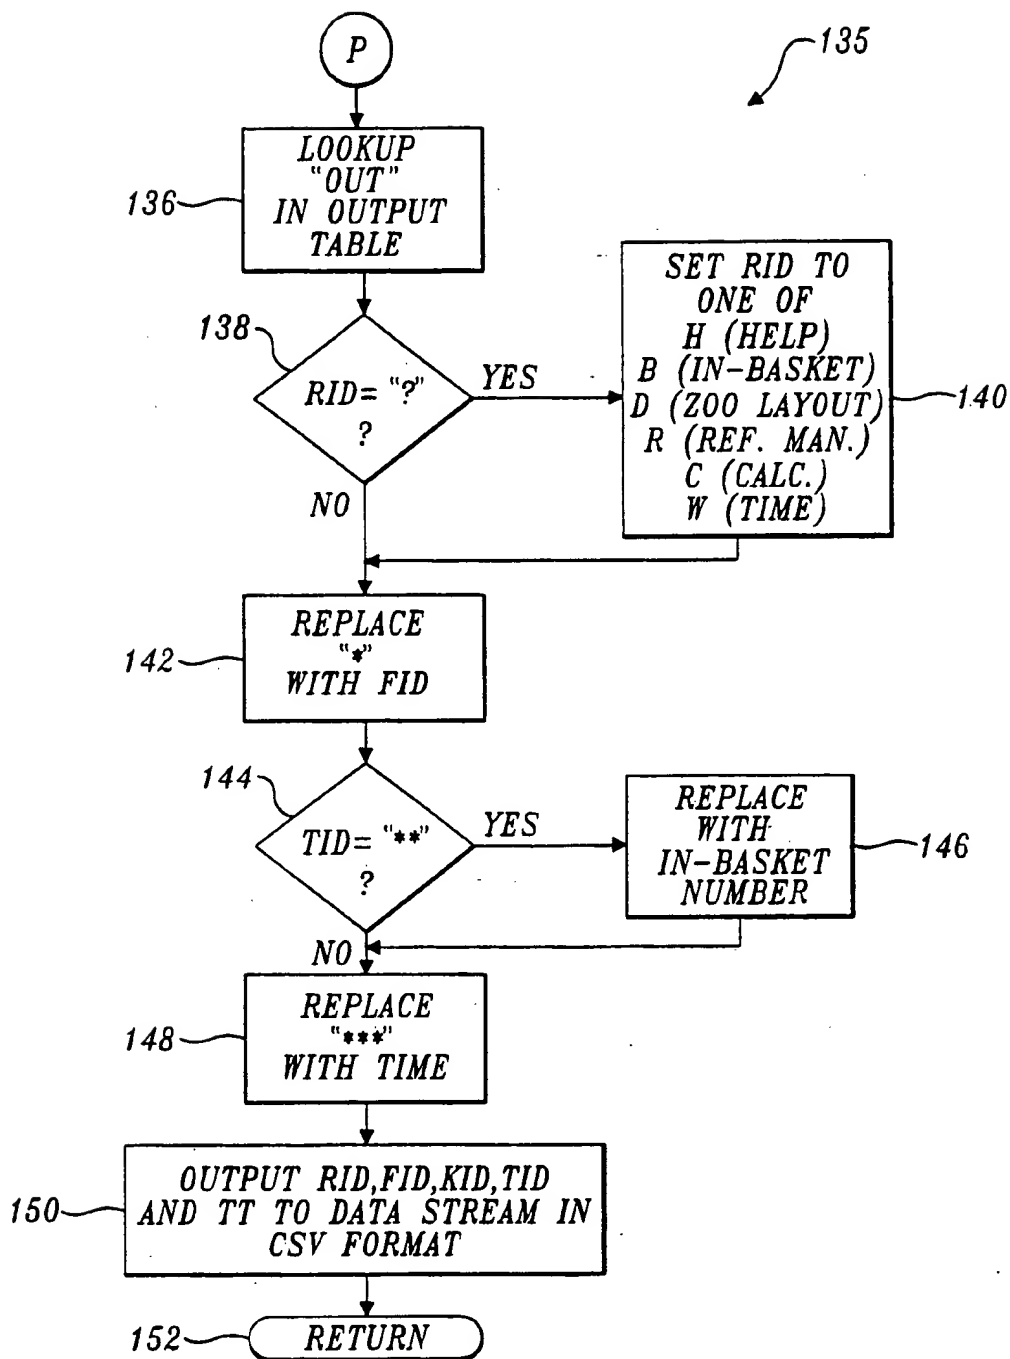 P
135
LOOKUP
"OUT"
IN OUTPUT
TABLE
136
SET RID TO
ONE OF
H (HELP)
B (IN-BASKET)
D (ZOO LAYOUT)
R (REF. MAN.)
C (CALC.)
W (TIME)
140
138
RID= "?"
?
YES
NO
REPLACE
"*"
WITH FID
142
144
TID= "**"
?
YES
REPLACE
WITH
IN-BASKET
NUMBER
146
NO
REPLACE
"***"
WITH TIME
148
OUTPUT RID,FID,KID,TID
AND TT TO DATA STREAM IN
CSV FORMAT
150
152
RETURN